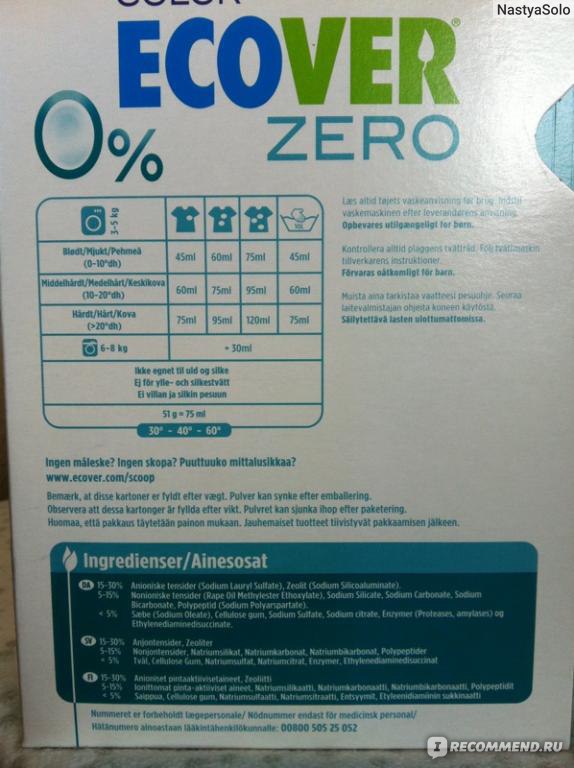 NastyaSolo
COLOR
ECOVER®
0% ZERO
3-5 kg
VOL
Blødt/Mjukt/Pehmeä
(0-10°dh)
45ml 60ml 75ml 45ml
Middelhårdt/Medelhårt/Keskikova
(10-20°dh)
60ml 75ml 95ml 60ml
Hårdt/Hårt/Kova
(>20°dh)
75ml 95ml 120ml 75ml
6-8 kg + 30ml
Ikke egnet til uld og silke
Ej för ylle- och silkestvätt
Ei villan ja silkin pesuun
51 g = 75 ml
30° - 40° - 60°
Læs altid tøjets vaskeanvisning før brug. Indstil
vaskemaskinen efter leverandørens anvisning.
Opbevares utilgængeligt for børn.
Kontrollera alltid plaggens tvättråd. Följ tvättmaskin
tillverkarens instruktioner.
Förvaras oåtkomligt för barn.
Muista aina tarkistaa vaatteesi pesuohje. Seuraa
laitevalmistajan ohjeita koneen käytöstä.
Säilytettävä lasten ulottumattomissa.
Ingen måleske? Ingen skopa? Puuttuuko mittalusikkaa?
www.ecover.com/scoop
Bemærk, at disse kartoner er fyldt efter vægt. Pulver kan synke efter emballering.
Observera att dessa kartonger är fyllda efter vikt. Pulvret kan sjunka ihop efter paketering.
Huomaa, että pakkaus täytetään painon mukaan. Jauhemaiset tuotteet tiivistyvät pakkaamisen jälkeen.
Ingredienser/Ainesosat
DA 15-30% Anioniske tensider (Sodium Lauryl Sulfate), Zeolit (Sodium Silicoaluminate).
5-15% Nonioniske tensider (Rape Oil Methylester Ethoxylate), Sodium Silicate, Sodium Carbonate, Sodium
Bicarbonate, Polypeptid (Sodium Polyarspartate).
< 5% Sæbe (Sodium Oleate), Cellulose gum, Sodium Sulfate, Sodium citrate, Enzymer (Proteases, amylases) og
Ethylenediaminedisuccinate.
SV 15-30% Anjontensider, Zeoliter
5-15% Nonjontensider, Natriumsilikat, Natriumkarbonat, Natriumbikarbonat, Polypeptider
< 5% Tvål, Cellulose Gum, Natriumsulfat, Natriumcitrat, Enzymer, Ethylenediaminedisuccinat
FI 15-30% Anioniset pintaaktiivisetaineet, Zeoliitti
5-15% Ionittomat pinta-aktiiviset aineet, Natriumsilikaatti, Natriumkarbonaatti, Natriumbikarbonaatti, Polypeptidit
< 5% Saippua, Cellulose gum, Natriumsulfaatti, Natriumsitraatti, Entsyymit, Etyleenidiamiinin sukkinaatti
Nummeret er forbeholdt lægepersonale/ Nödnummer endast för medicinsk personal/
Hätänumero ainoastaan lääkintähenkilökunnalle: 00800 505 25 052
I RECOMMEND.RU